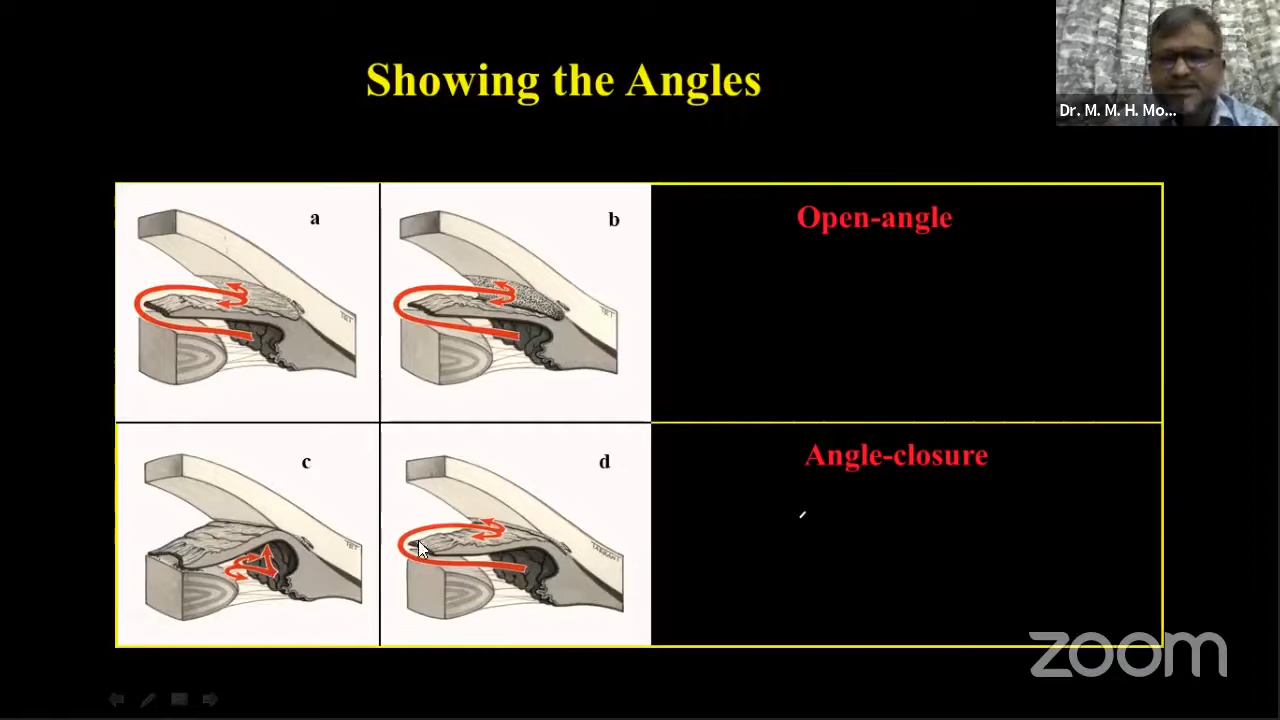 Showing the Angles
Dr. M. M. H. Mo...
a
b
Open-angle
c
d
Angle-closure
zoom